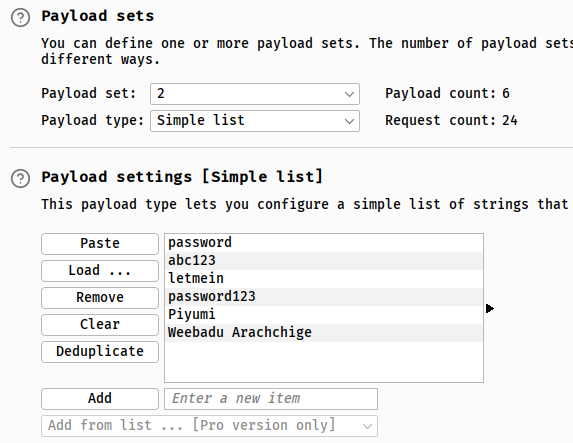 Payload sets
You can define one or more payload sets. The number of payload sets
different ways.
Payload set: 2 Payload count: 6
Payload type: Simple list Request count: 24
Payload settings [Simple list]
This payload type lets you configure a simple list of strings that
Paste
Load ...
Remove
Clear
Deduplicate
password
abc123
letmein
password123
Piyumi
Weebadu Arachchige
Add Enter a new item
Add from list ... [Pro version only]